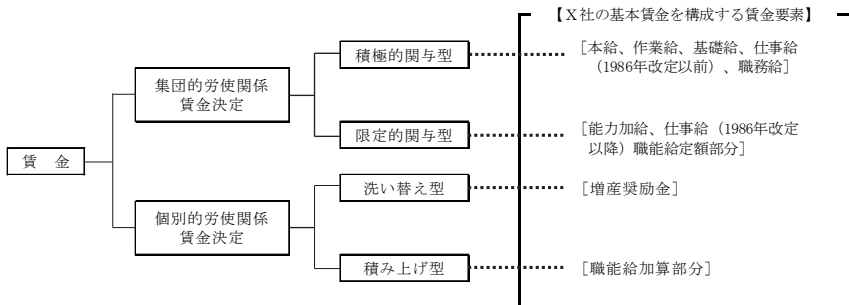 【X社の基本賃金を構成する賃金要素】
積極的関与型
[本給、作業給、基礎給、仕事給
(1986年改定以前)、職務給]
集団的労使関係
賃金決定
限定的関与型
[能力加給、仕事給（1986年改定
以降）職能給定額部分]
賃　金
洗い替え型
[増産奨励金]
個別的労使関係
賃金決定
積み上げ型
[職能給加算部分]